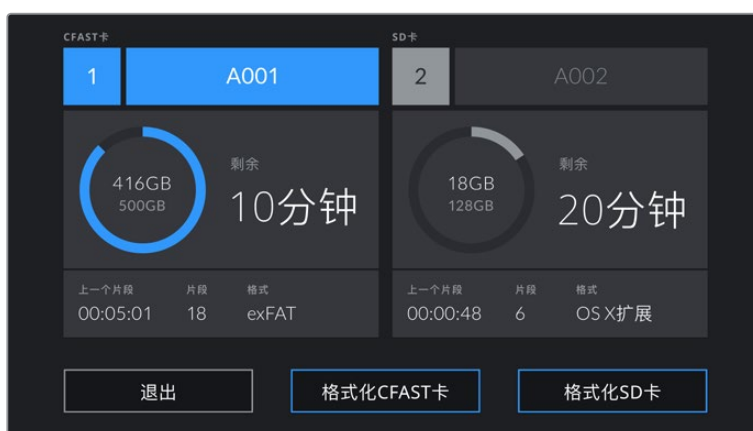 CFAST卡
1
A001
416GB
500GB
剩余
10分钟
上一个片段 片段 格式
00:05:01 18 exFAT
SD卡
2
A002
18GB
128GB
剩余
20分钟
上一个片段 片段 格式
00:00:48 6 OS X扩展
退出
格式化CFAST卡
格式化SD卡